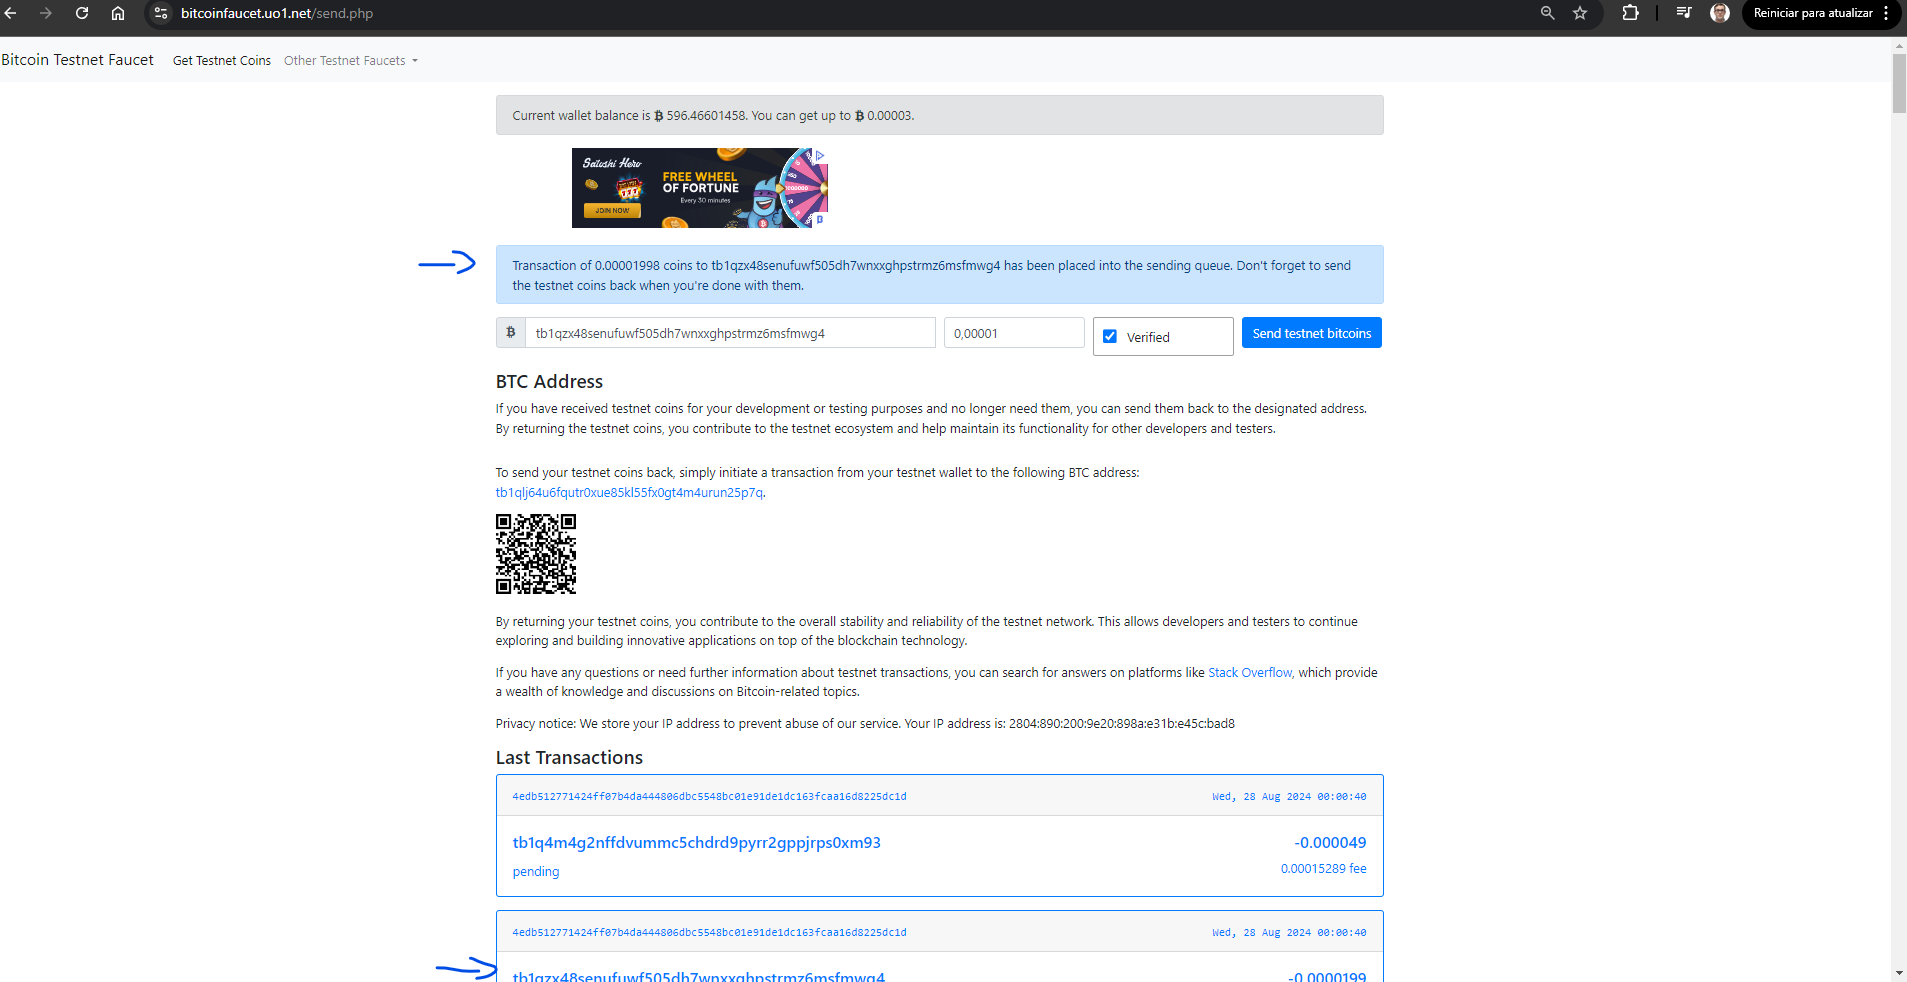 bitcoinfaucet.uo1.net/send.php
Reiniciar para atualizar
Bitcoin Testnet Faucet Get Testnet Coins Other Testnet Faucets
Current wallet balance is ₿ 596.46601458. You can get up to ₿ 0.00003.
Satoshi Hero
FREE WHEEL
OF FORTUNE
Every 30 minutes
JOIN NOW
Transaction of 0.00001998 coins to tb1qzx48senufuwf505dh7wnxxghpstrmz6msfmwg4 has been placed into the sending queue. Don't forget to send
the testnet coins back when you're done with them.
₿ tb1qzx48senufuwf505dh7wnxxghpstrmz6msfmwg4 0,00001 Verified Send testnet bitcoins
BTC Address
If you have received testnet coins for your development or testing purposes and no longer need them, you can send them back to the designated address.
By returning the testnet coins, you contribute to the testnet ecosystem and help maintain its functionality for other developers and testers.
To send your testnet coins back, simply initiate a transaction from your testnet wallet to the following BTC address:
tb1qlj64u6fqutr0xue85kl55fx0gt4m4urun25p7q.
By returning your testnet coins, you contribute to the overall stability and reliability of the testnet network. This allows developers and testers to continue
exploring and building innovative applications on top of the blockchain technology.
If you have any questions or need further information about testnet transactions, you can search for answers on platforms like Stack Overflow, which provide
a wealth of knowledge and discussions on Bitcoin-related topics.
Privacy notice: We store your IP address to prevent abuse of our service. Your IP address is: 2804:890:200:9e20:898a:e31b:e45c:bad8
Last Transactions
4edb512771424ff07b4da444806dbc5548bc01e91de1dc163fcaa16d8225dc1d Wed, 28 Aug 2024 00:00:40
tb1q4m4g2nffdvummc5chdrd9pyrr2gppjrps0xm93 -0.000049
pending 0.00015289 fee
4edb512771424ff07b4da444806dbc5548bc01e91de1dc163fcaa16d8225dc1d Wed, 28 Aug 2024 00:00:40
tb1qzx48senufuwf505dh7wnxxghpstrmz6msfmwg4 -0.0000199